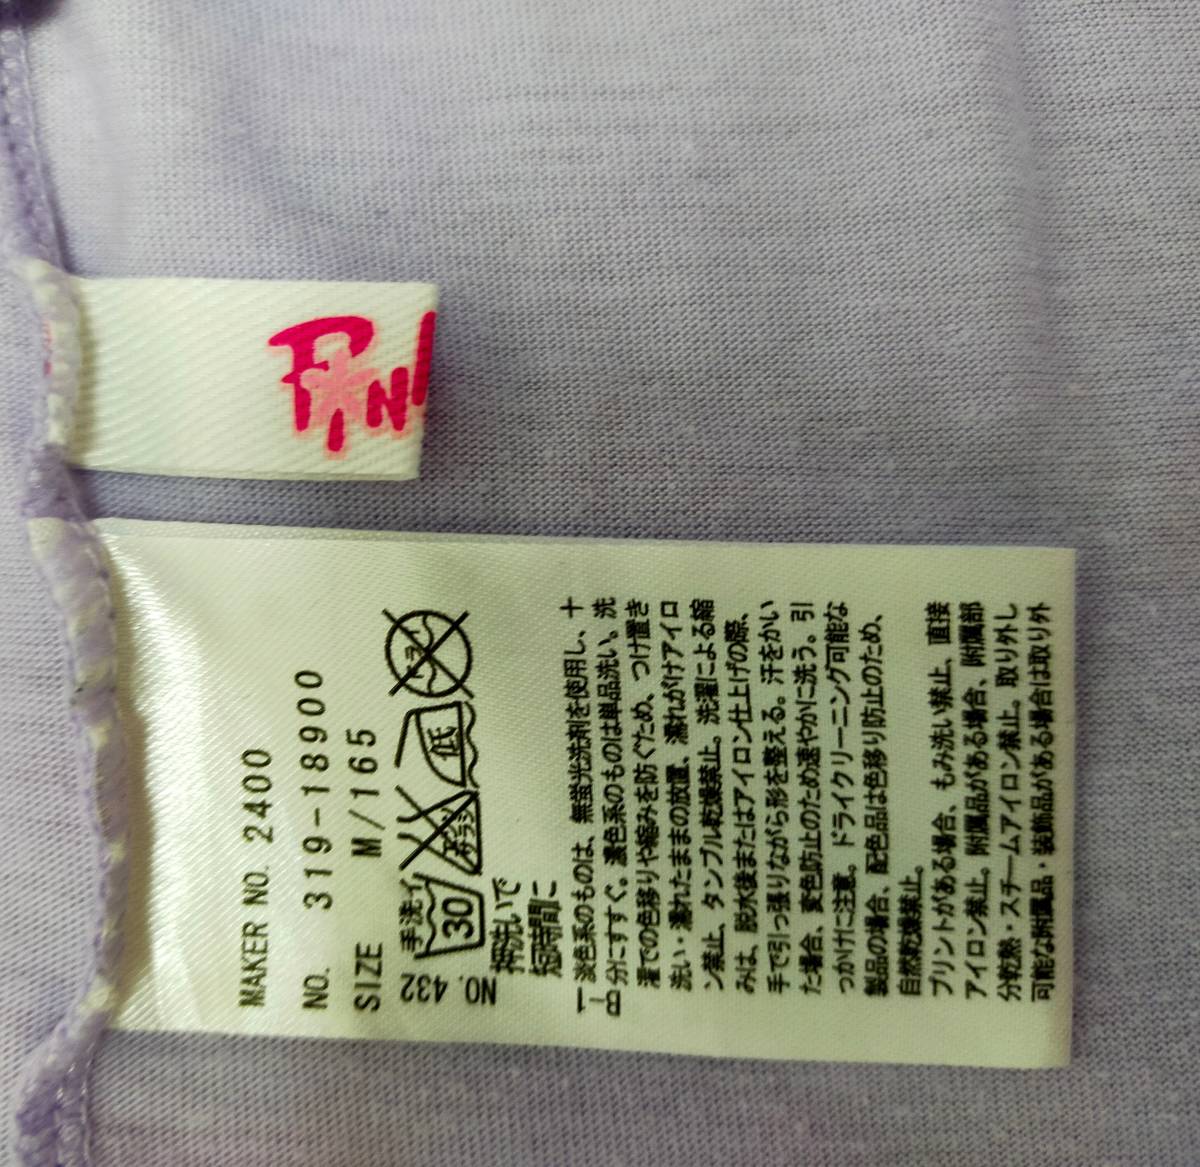 MAKER NO. 2400
NO. 319-18900
SIZE M/165
NO. 432
手洗イ
30
エンソ
サラシ
低
ドライ
押洗いで
短時間に
淡色系のものは、無蛍光洗剤を使用し、十
分にすすぐ。濃色系のものは単品洗い。洗
濯での色移りや縮みを防ぐため、つけ置き
洗い・濡れたままの放置、濡れがけアイロ
ン禁止、タンブル乾燥禁止。洗濯による縮
みは、脱水後またはアイロン仕上げの際、
手で引っ張りながら形を整える。汗をかい
た場合、変色防止のため速やかに洗う。引
っかけに注意。ドライクリーニング可能な
製品の場合、配色品は色移り防止のため、
自然乾燥禁止。
プリントがある場合、もみ洗い禁止、直接
アイロン禁止。附属品がある場合、附属部
分乾熱・スチームアイロン禁止。取り外し
可能な附属品・装飾品がある場合は取り外